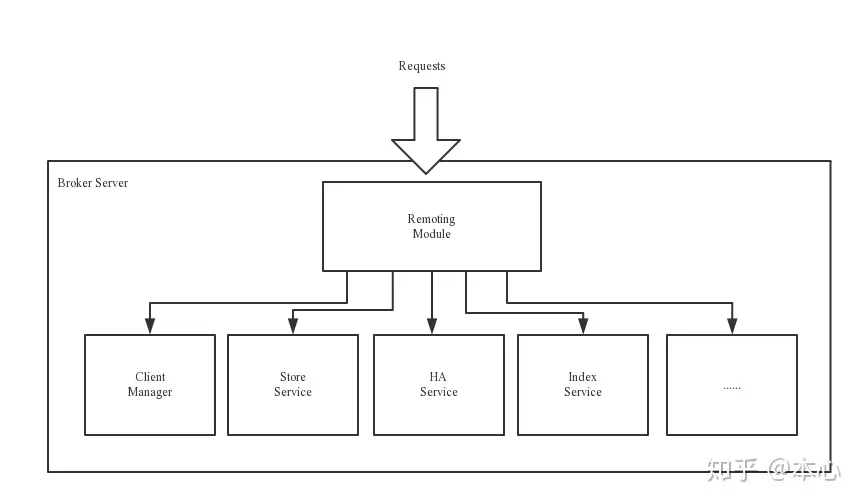 Requests
Broker Server
Remoting
Module
Client
Manager
Store
Service
HA
Service
Index
Service
......
知乎 @本心